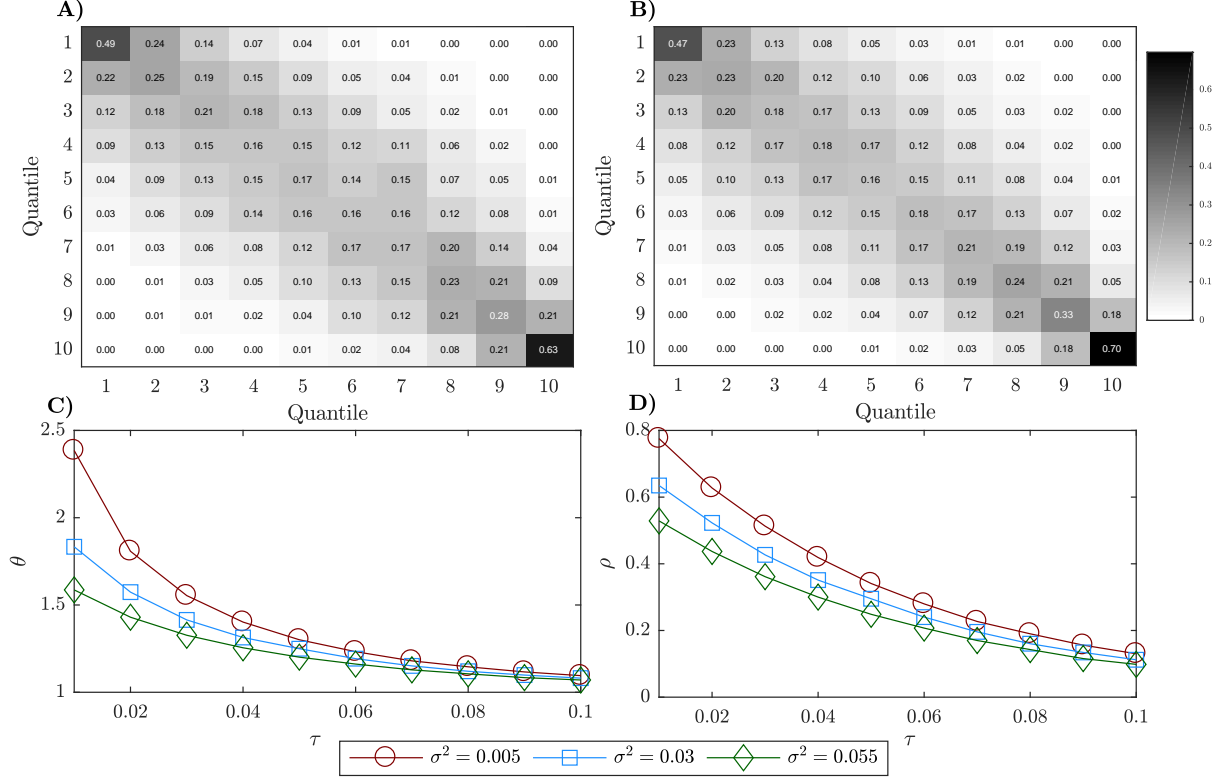 A)
1 0.49 0.24 0.14 0.07 0.04 0.01 0.01 0.00 0.00 0.00
2 0.22 0.25 0.19 0.15 0.09 0.05 0.04 0.01 0.00 0.00
3 0.12 0.18 0.21 0.18 0.13 0.09 0.05 0.02 0.01 0.00
4 0.09 0.13 0.15 0.16 0.15 0.12 0.11 0.06 0.02 0.00
5 0.04 0.09 0.13 0.15 0.17 0.14 0.15 0.07 0.05 0.01
6 0.03 0.06 0.09 0.14 0.16 0.16 0.16 0.12 0.08 0.01
7 0.01 0.03 0.06 0.08 0.12 0.17 0.17 0.20 0.14 0.04
8 0.00 0.01 0.03 0.05 0.10 0.13 0.15 0.23 0.21 0.09
9 0.00 0.01 0.01 0.02 0.04 0.10 0.12 0.21 0.28 0.21
10 0.00 0.00 0.00 0.00 0.01 0.02 0.04 0.08 0.21 0.63
1 2 3 4 5 6 7 8 9 10
Quantile
Quantile
B)
1 0.47 0.23 0.13 0.08 0.05 0.03 0.01 0.01 0.00 0.00
2 0.23 0.23 0.20 0.12 0.10 0.06 0.03 0.02 0.00 0.00
3 0.13 0.20 0.18 0.17 0.13 0.09 0.05 0.03 0.02 0.00
4 0.08 0.12 0.17 0.18 0.17 0.12 0.08 0.04 0.02 0.01
5 0.05 0.10 0.13 0.17 0.16 0.15 0.11 0.08 0.04 0.01
6 0.03 0.06 0.09 0.12 0.15 0.18 0.17 0.13 0.07 0.02
7 0.01 0.03 0.05 0.08 0.11 0.17 0.21 0.19 0.12 0.03
8 0.01 0.02 0.03 0.04 0.08 0.13 0.19 0.24 0.21 0.05
9 0.00 0.01 0.02 0.02 0.04 0.07 0.12 0.21 0.33 0.18
10 0.00 0.00 0.00 0.00 0.01 0.02 0.03 0.05 0.18 0.70
1 2 3 4 5 6 7 8 9 10
Quantile
Quantile
0.6
0.5
0.4
0.3
0.2
0.1
0
C)
2.5
2
1.5
1
θ
0.02 0.04 0.06 0.08 0.1
τ
D)
0.8
0.6
0.4
0.2
0
ρ
0.02 0.04 0.06 0.08 0.1
τ
σ² = 0.005 σ² = 0.03 σ² = 0.055